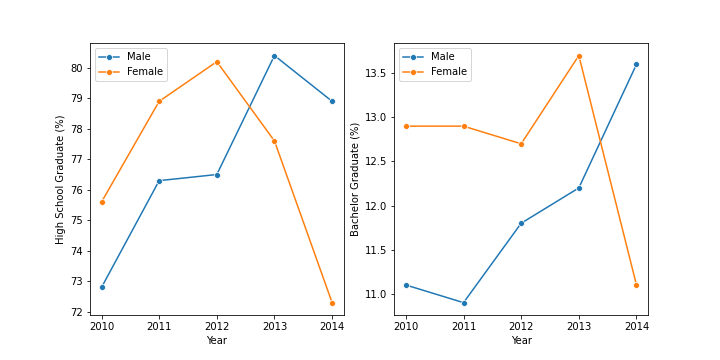 Male
Female
80
79
78
77
76
75
74
73
72
High School Graduate (%)
2010 2011 2012 2013 2014
Year
Male
Female
13.5
13.0
12.5
12.0
11.5
11.0
Bachelor Graduate (%)
2010 2011 2012 2013 2014
Year